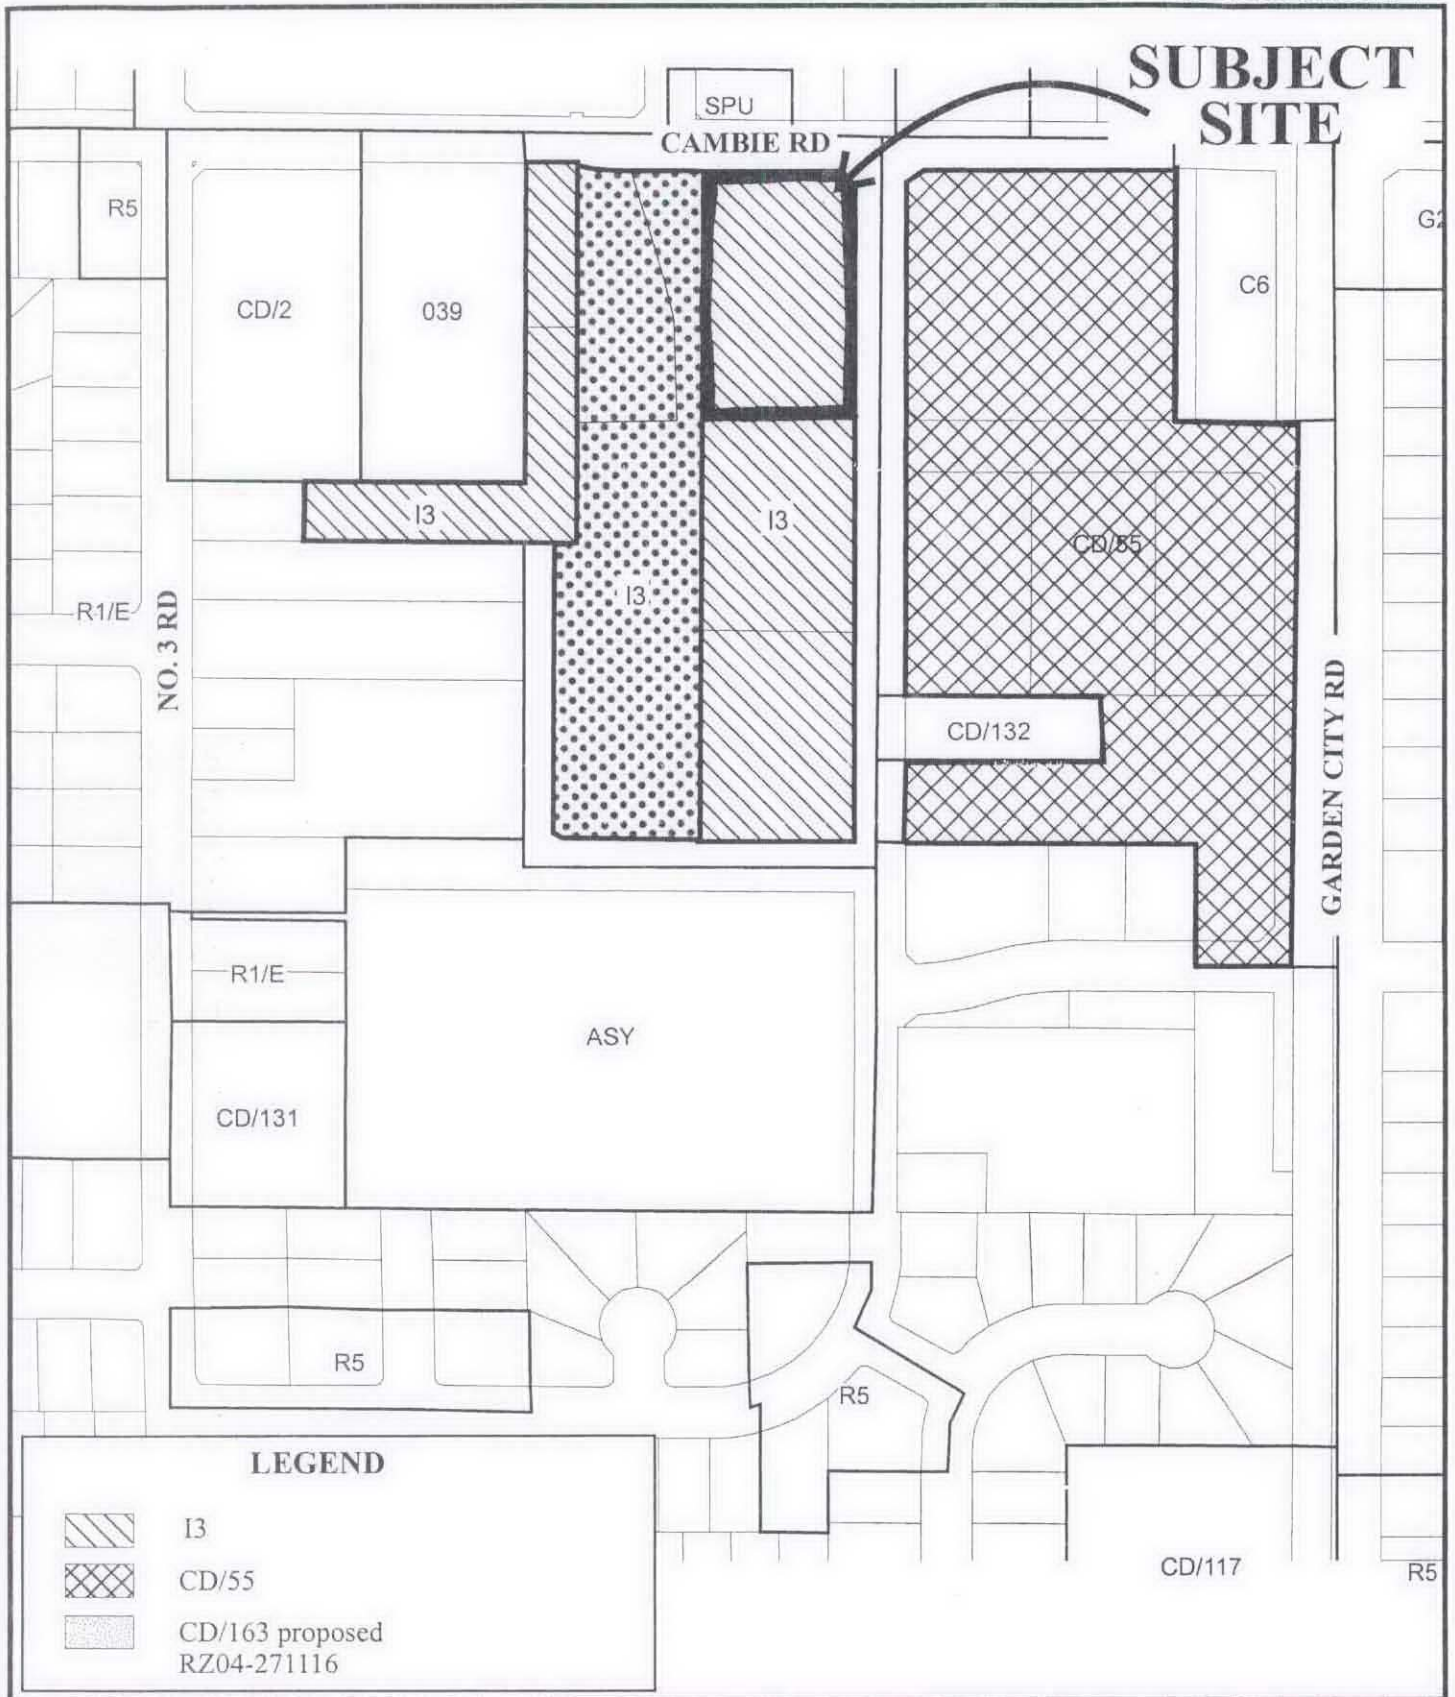 SUBJECT
SITE
SPU
CAMBIE RD
R5
G2
CD/2
039
C6
I3
I3
CD/55
I3
R1/E
NO. 3 RD
CD/132
GARDEN CITY RD
R1/E
ASY
CD/131
R5
R5
LEGEND
I3
CD/55
CD/163 proposed
RZ04-271116
CD/117
R5